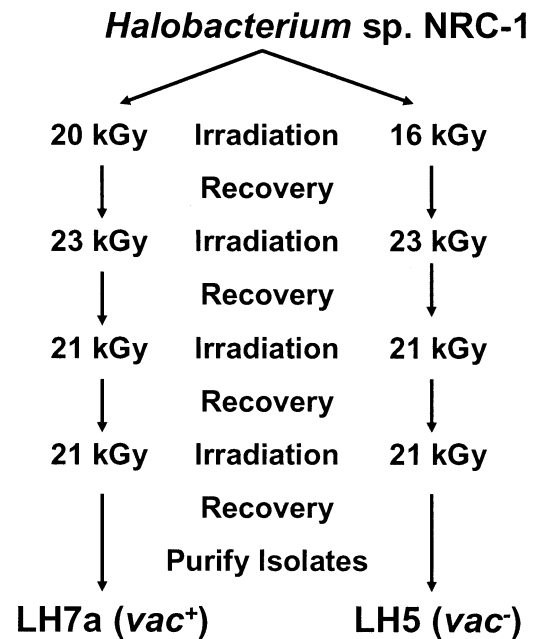 Halobacterium sp. NRC-1
20 kGy Irradiation 16 kGy
Recovery
23 kGy Irradiation 23 kGy
Recovery
21 kGy Irradiation 21 kGy
Recovery
21 kGy Irradiation 21 kGy
Recovery
Purify Isolates
LH7a (vac⁺) LH5 (vac⁻)